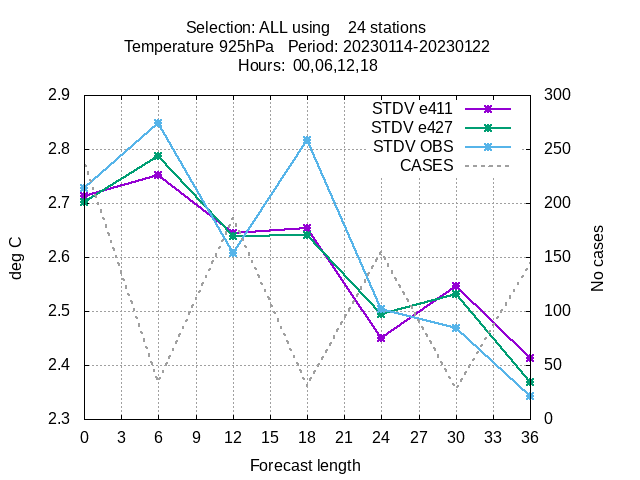 Selection: ALL using    24 stations
Temperature 925hPa   Period: 20230114-20230122
Hours:  00,06,12,18
2.9
2.8
2.7
2.6
2.5
2.4
2.3
300
250
200
150
100
50
0
STDV e411
STDV e427
STDV OBS
CASES
deg C
No cases
0 3 6 9 12 15 18 21 24 27 30 33 36
Forecast length